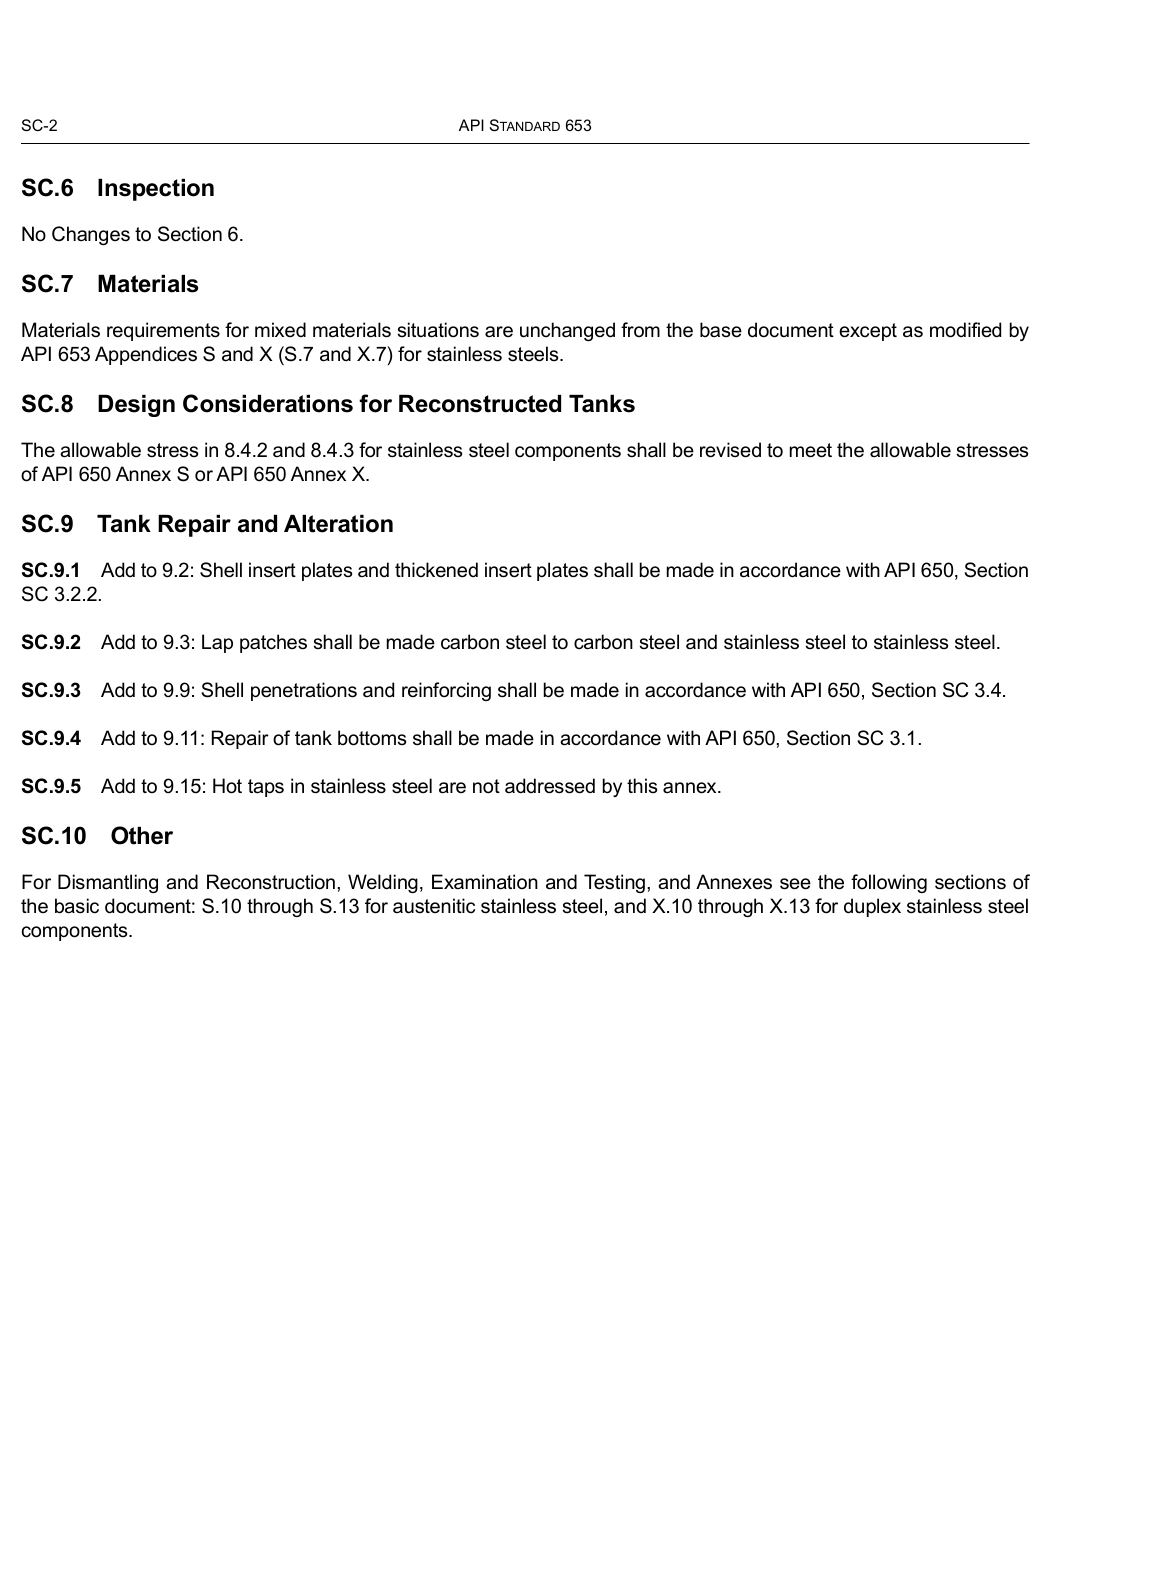 SC-2 API STANDARD 653
SC.6 Inspection
No Changes to Section 6.
SC.7 Materials
Materials requirements for mixed materials situations are unchanged from the base document except as modified by
API 653 Appendices S and X (S.7 and X.7) for stainless steels.
SC.8 Design Considerations for Reconstructed Tanks
The allowable stress in 8.4.2 and 8.4.3 for stainless steel components shall be revised to meet the allowable stresses
of API 650 Annex S or API 650 Annex X.
SC.9 Tank Repair and Alteration
SC.9.1 Add to 9.2: Shell insert plates and thickened insert plates shall be made in accordance with API 650, Section
SC 3.2.2.
SC.9.2 Add to 9.3: Lap patches shall be made carbon steel to carbon steel and stainless steel to stainless steel.
SC.9.3 Add to 9.9: Shell penetrations and reinforcing shall be made in accordance with API 650, Section SC 3.4.
SC.9.4 Add to 9.11: Repair of tank bottoms shall be made in accordance with API 650, Section SC 3.1.
SC.9.5 Add to 9.15: Hot taps in stainless steel are not addressed by this annex.
SC.10 Other
For Dismantling and Reconstruction, Welding, Examination and Testing, and Annexes see the following sections of
the basic document: S.10 through S.13 for austenitic stainless steel, and X.10 through X.13 for duplex stainless steel
components.